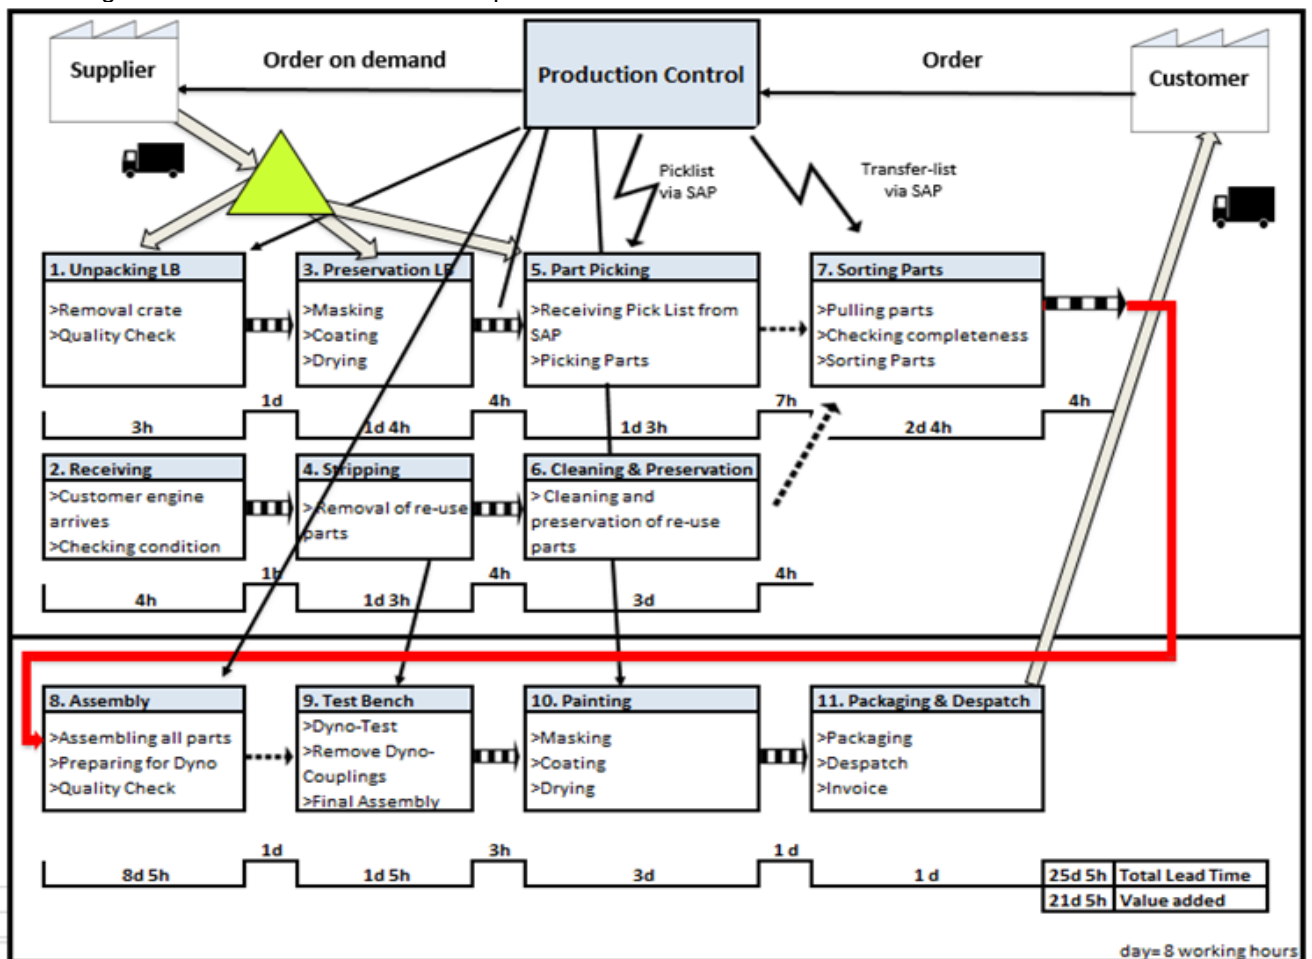 Supplier
Order on demand
Production Control
Order
Customer
Picklist
via SAP
Transfer-list
via SAP
1. Unpacking LB
>Removal crate
>Quality Check
3. Preservation LB
>Masking
>Coating
>Drying
5. Part Picking
>Receiving Pick List from
SAP
>Picking Parts
7. Sorting Parts
>Pulling parts
>Checking completeness
>Sorting Parts
3h
1d
1d 4h
4h
1d 3h
7h
2d 4h
4h
2. Receiving
>Customer engine
arrives
>Checking condition
4. Stripping
>Removal of re-use
parts
6. Cleaning & Preservation
> Cleaning and
preservation of re-use
parts
4h
1h
1d 3h
4h
3d
4h
8. Assembly
>Assembling all parts
>Preparing for Dyno
>Quality Check
9. Test Bench
>Dyno-Test
>Remove Dyno-
Couplings
>Final Assembly
10. Painting
>Masking
>Coating
>Drying
11. Packaging & Despatch
>Packaging
>Despatch
>Invoice
8d 5h
1d
1d 5h
3h
3d
1 d
1 d
25d 5h Total Lead Time
21d 5h Value added
day= 8 working hours